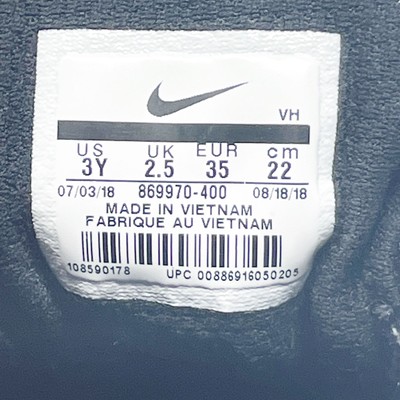 VH
US UK EUR cm
3Y 2.5 35 22
07/03/18 869970-400 08/18/18
MADE IN VIETNAM
FABRIQUE AU VIETNAM
108590178 UPC 00886916050205